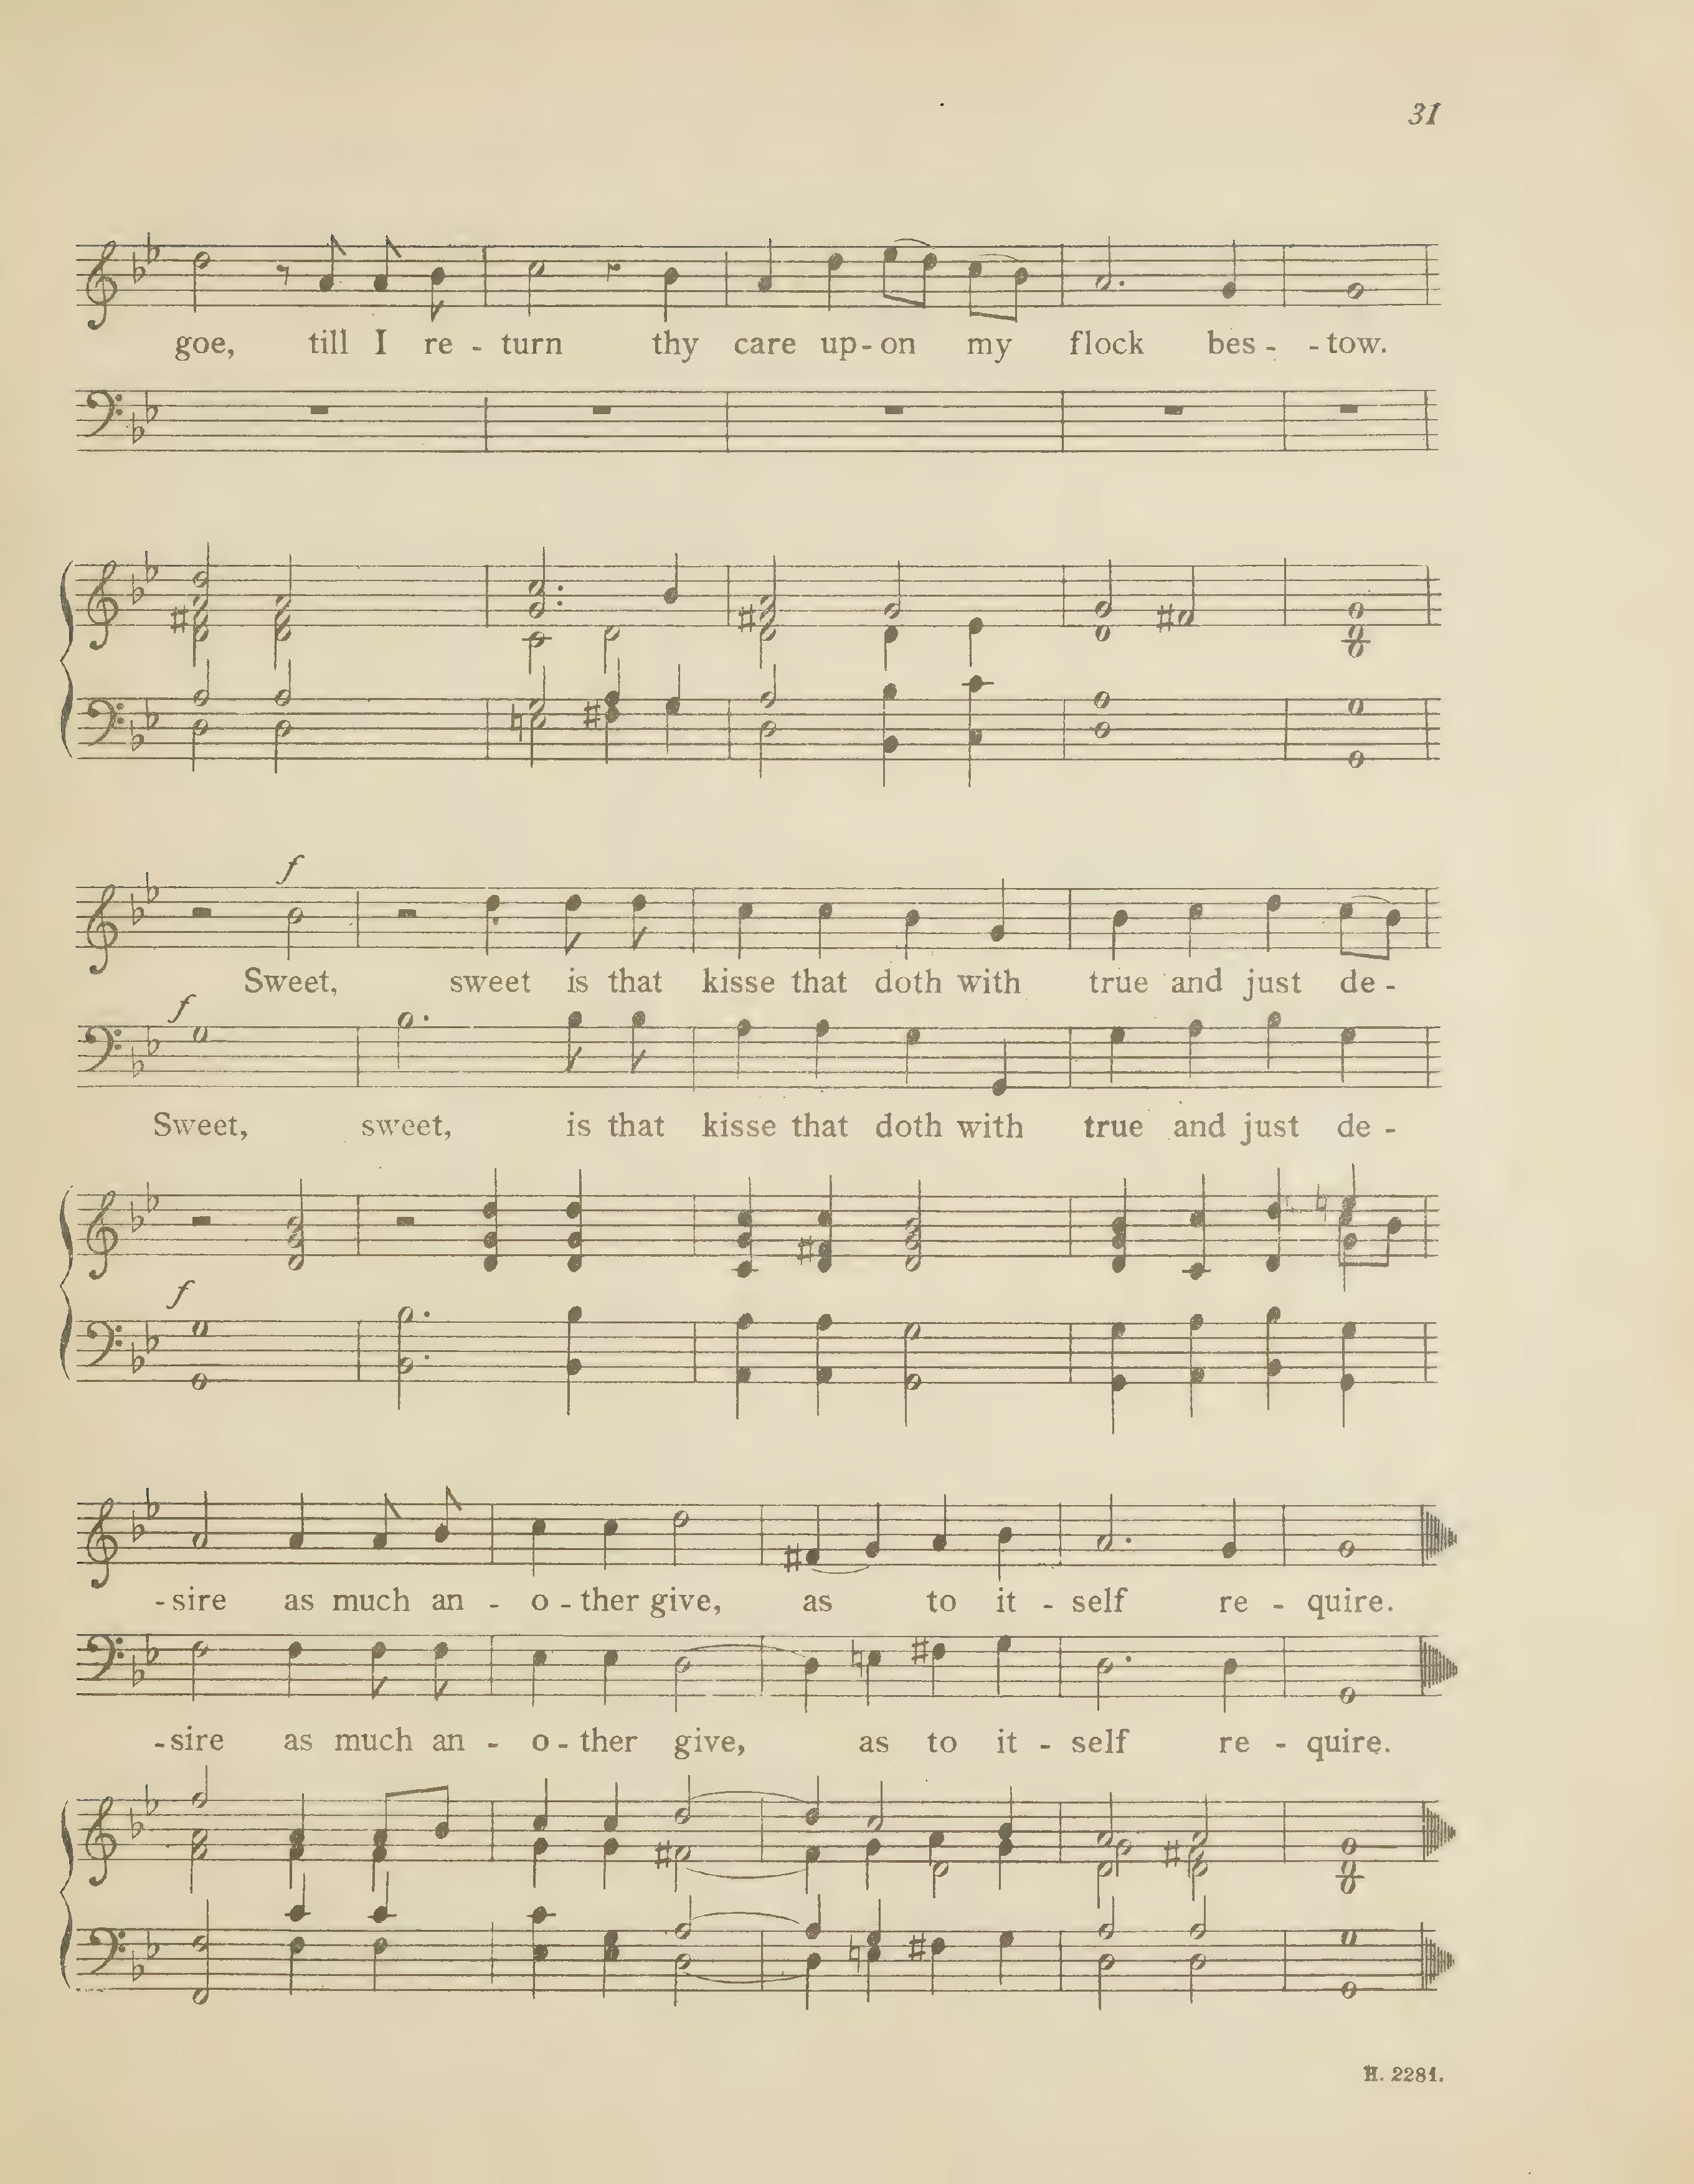 31
goe, till I re - turn thy care up - on my flock bes - - tow.
f
Sweet, sweet is that kisse that doth with true and just de -
f
Sweet, sweet, is that kisse that doth with true and just de -
f
- sire as much an - o - ther give, as to it - self re - quire.
- sire as much an - o - ther give, as to it - self re - quire.
H. 2281.